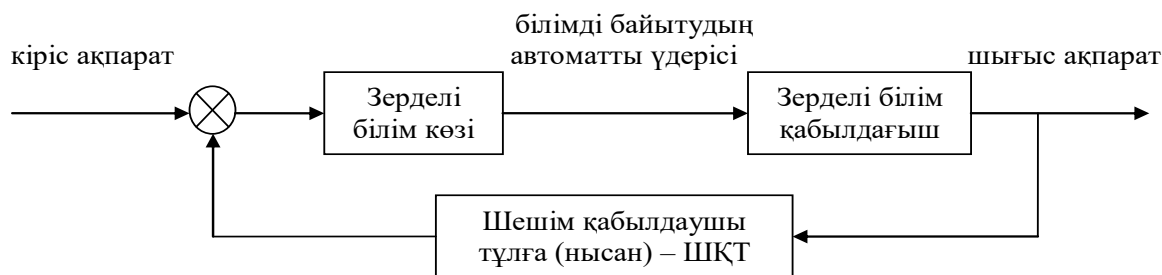 кіріс ақпарат
білімді байытудың
автоматты үдерісі
шығыс ақпарат
Зерделі
білім көзі
Зерделі білім
қабылдағыш
Шешім қабылдаушы
тұлға (нысан) – ШҚТ